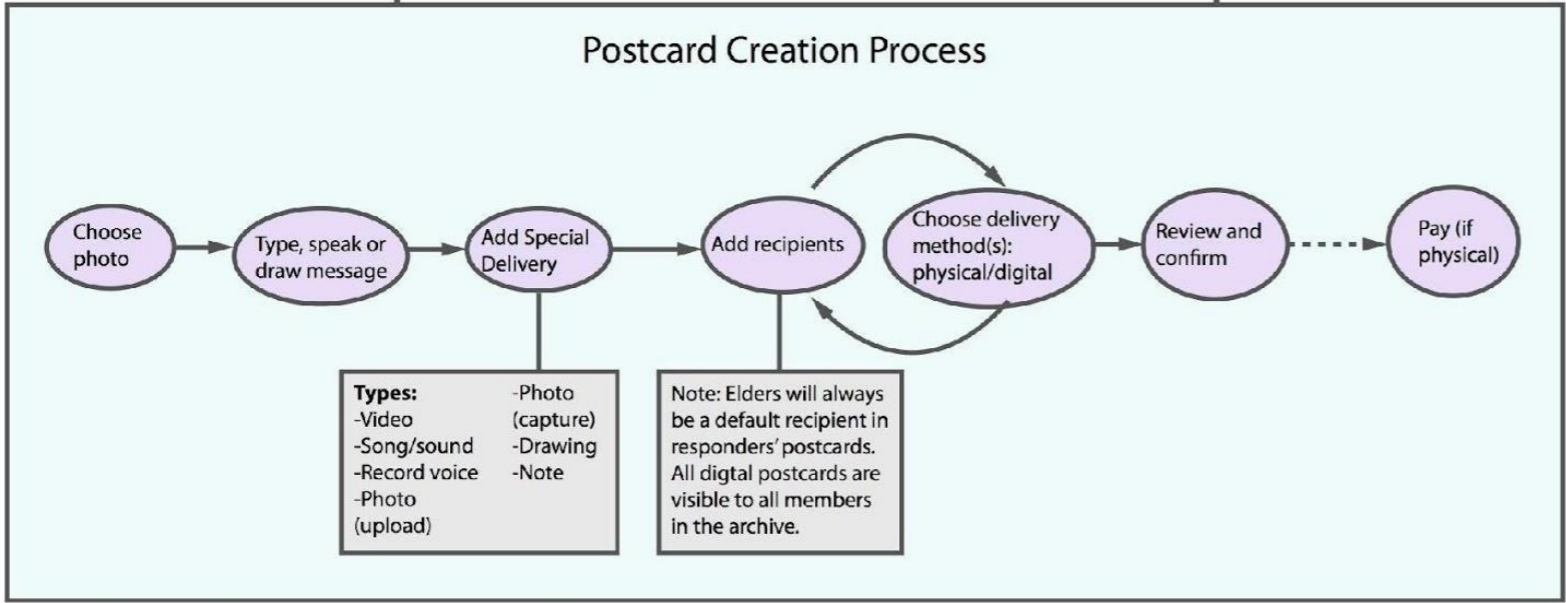 Postcard Creation Process
Choose
photo
Type, speak or
draw message
Add Special
Delivery
Add recipients
Choose delivery
method(s):
physical/digital
Review and
confirm
Pay (if
physical)
Types:
-Video
-Song/sound
-Record voice
-Photo
(upload)
-Photo
(capture)
-Drawing
-Note
Note: Elders will always
be a default recipient in
responders' postcards.
All digtal postcards are
visible to all members
in the archive.